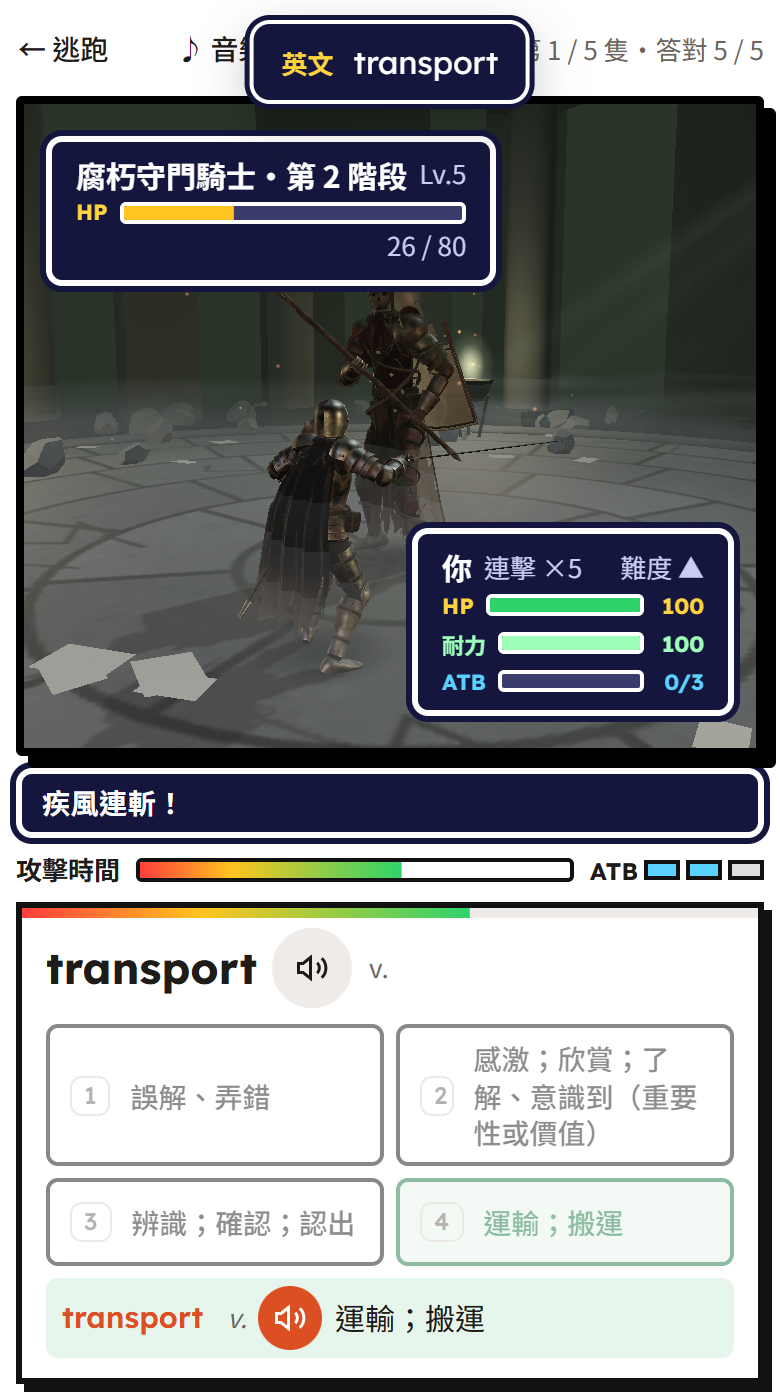 ← 逃跑
♪ 音
英文 transport
1 / 5 隻・答對 5 / 5
腐朽守門騎士・第 2 階段 Lv.5
HP
26 / 80
你 連擊 ×5 難度 ▲
HP 100
耐力 100
ATB 0/3
疾風連斬！
攻擊時間 ATB
transport v.
1 誤解、弄錯
2 感激；欣賞；了
解、意識到（重要
性或價值）
3 辨識；確認；認出
4 運輸；搬運
transport v. 運輸；搬運